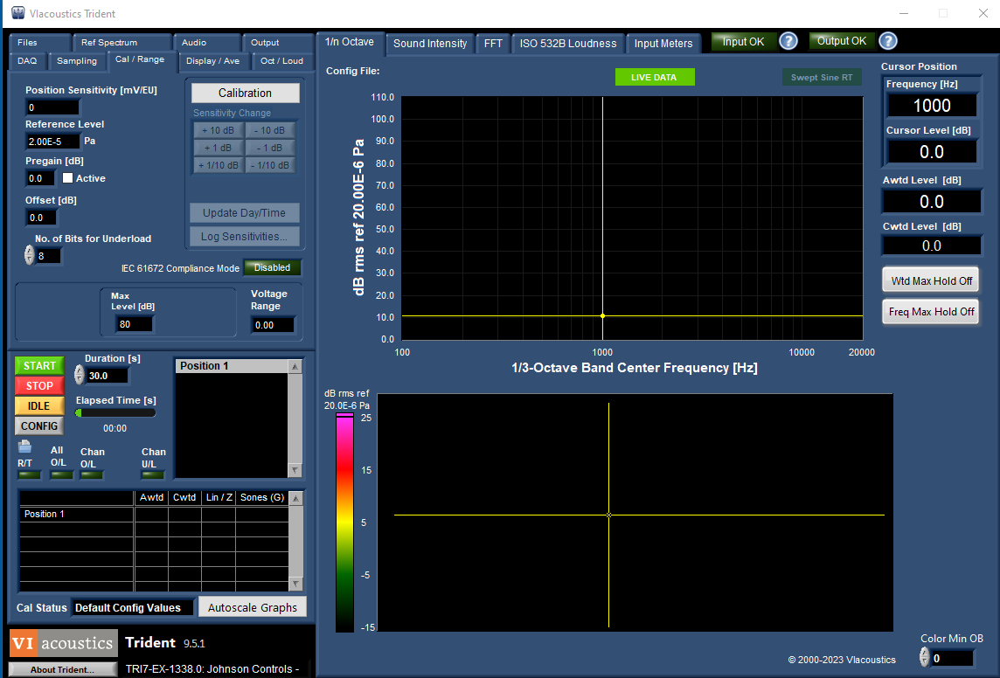 VIacoustics Trident
Files
Ref Spectrum
Audio
Output
DAQ
Sampling
Cal / Range
Display / Ave
Oct / Loud
Position Sensitivity [mV/EU]
0
Reference Level
2.00E-5 Pa
Pregain [dB]
0.0 Active
Offset [dB]
0.0
No. of Bits for Underload
8
Calibration
Sensitivity Change
+ 10 dB - 10 dB
+ 1 dB - 1 dB
+ 1/10 dB - 1/10 dB
Update Day/Time
Log Sensitivities...
IEC 61672 Compliance Mode Disabled
Max
Level [dB]
80
Voltage
Range
0.00
START
STOP
IDLE
CONFIG
Duration [s]
30.0
Elapsed Time [s]
00:00
Position 1
R/T
All
O/L
Chan
O/L
Chan
U/L
Awtd Cwtd Lin / Z Sones (G)
Position 1
Cal Status Default Config Values Autoscale Graphs
VI acoustics Trident 9.5.1
About Trident...
TRI7-EX-1338.0: Johnson Controls -
1/n Octave
Sound Intensity
FFT
ISO 532B Loudness
Input Meters
Input OK ?
Output OK ?
Config File:
LIVE DATA
Swept Sine RT
dB rms ref 20.00E-6 Pa
110.0
100.0
90.0
80.0
70.0
60.0
50.0
40.0
30.0
20.0
10.0
0.0
100 1000 10000 20000
1/3-Octave Band Center Frequency [Hz]
Cursor Position
Frequency [Hz]
1000
Cursor Level [dB]
0.0
Awtd Level [dB]
0.0
Cwtd Level [dB]
0.0
Wtd Max Hold Off
Freq Max Hold Off
dB rms ref
20.0E-6 Pa
25
15
5
-5
-15
Color Min OB
0
© 2000-2023 VIacoustics